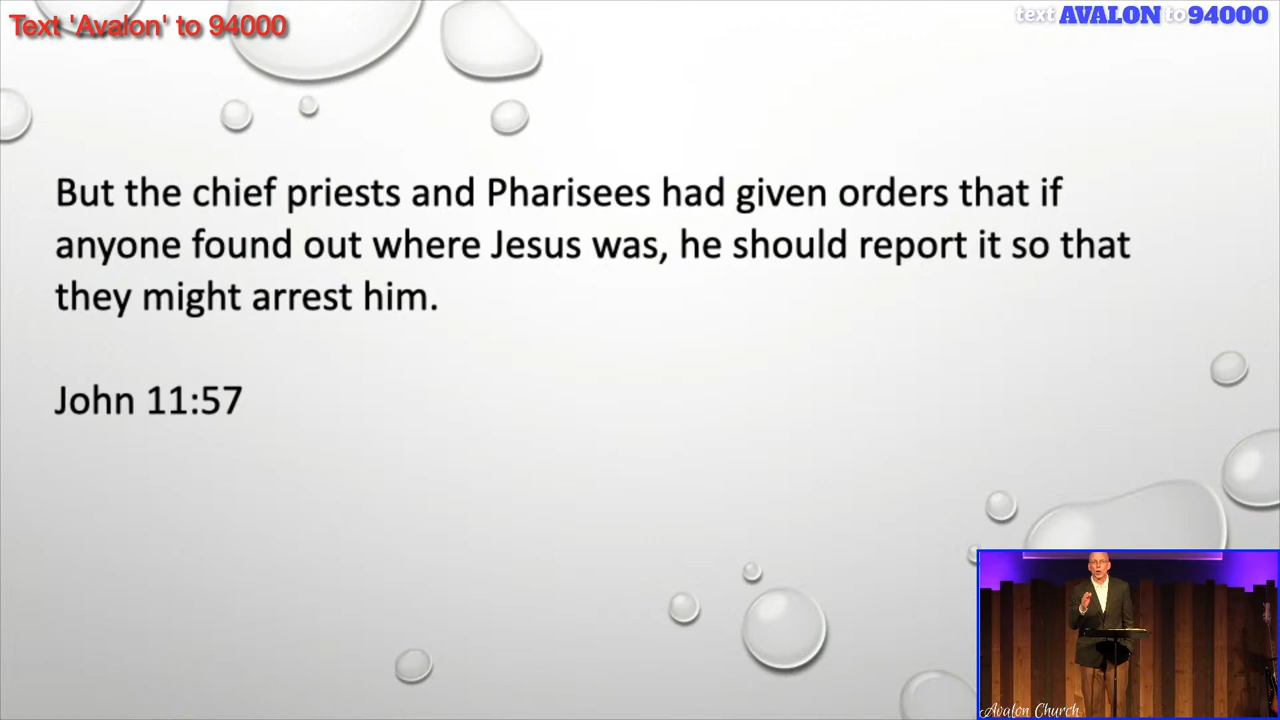 Text 'Avalon' to 94000
text AVALON to 94000
But the chief priests and Pharisees had given orders that if
anyone found out where Jesus was, he should report it so that
they might arrest him.
John 11:57
Avalon Church